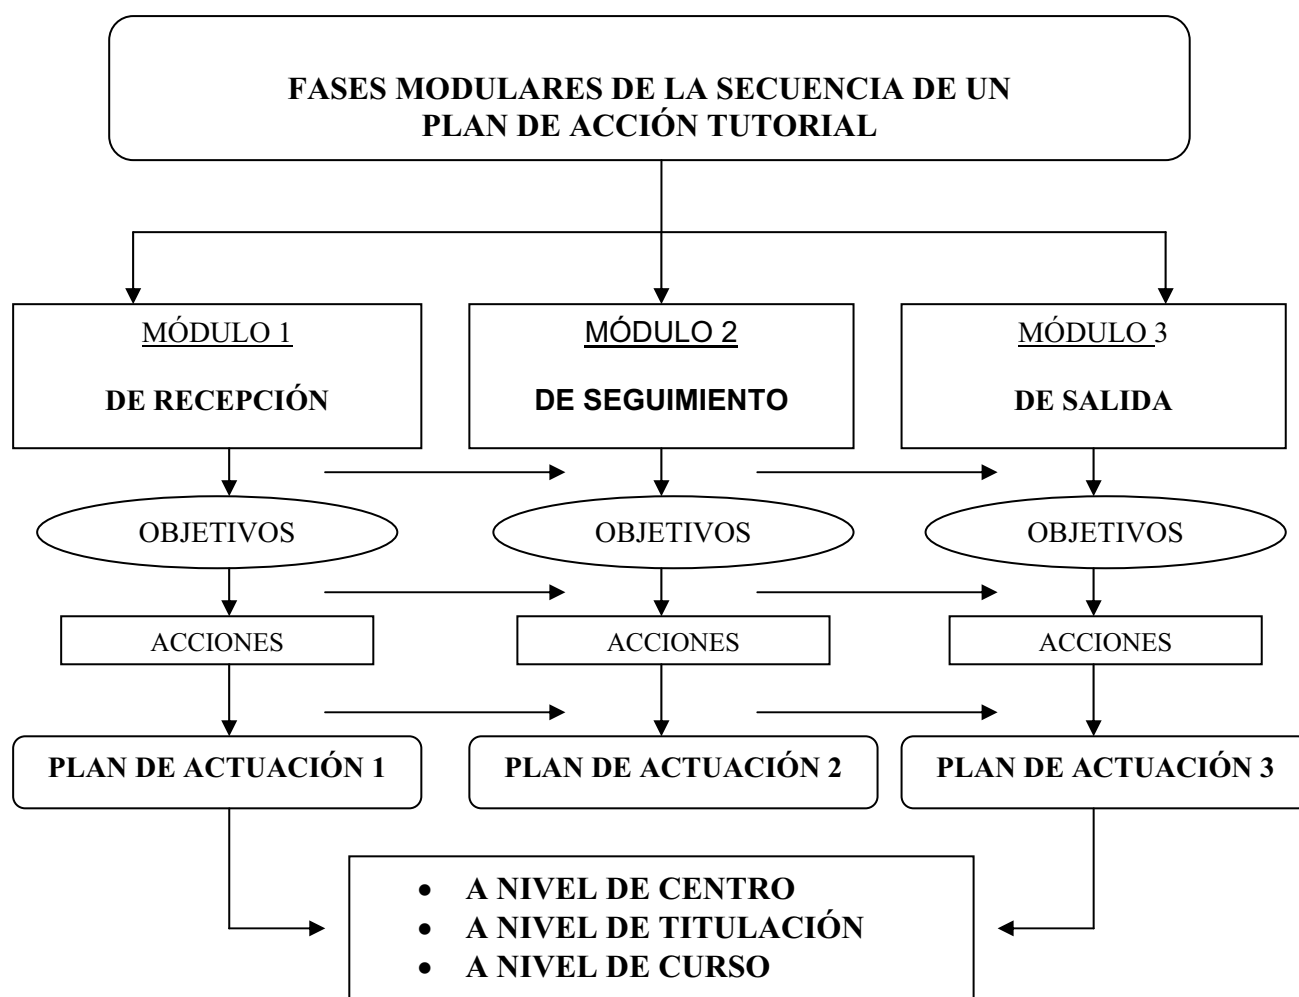 FASES MODULARES DE LA SECUENCIA DE UN
PLAN DE ACCIÓN TUTORIAL
MÓDULO 1
DE RECEPCIÓN
MÓDULO 2
DE SEGUIMIENTO
MÓDULO 3
DE SALIDA
OBJETIVOS
OBJETIVOS
OBJETIVOS
ACCIONES
ACCIONES
ACCIONES
PLAN DE ACTUACIÓN 1
PLAN DE ACTUACIÓN 2
PLAN DE ACTUACIÓN 3
• A NIVEL DE CENTRO
• A NIVEL DE TITULACIÓN
• A NIVEL DE CURSO